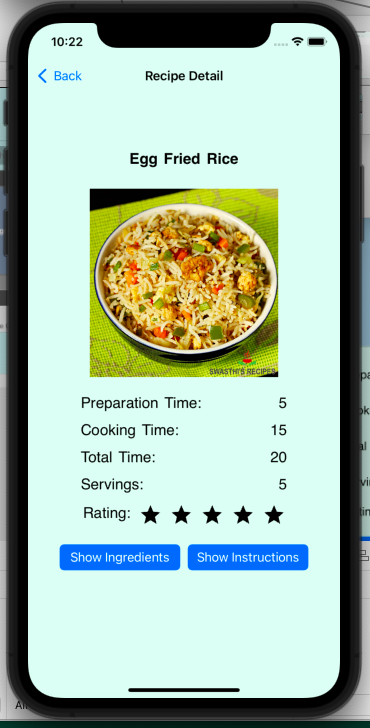 10:22
Back
Recipe Detail
Egg Fried Rice
SWASTHI'S RECIPES
Preparation Time: 5
Cooking Time: 15
Total Time: 20
Servings: 5
Rating:
Show Ingredients
Show Instructions